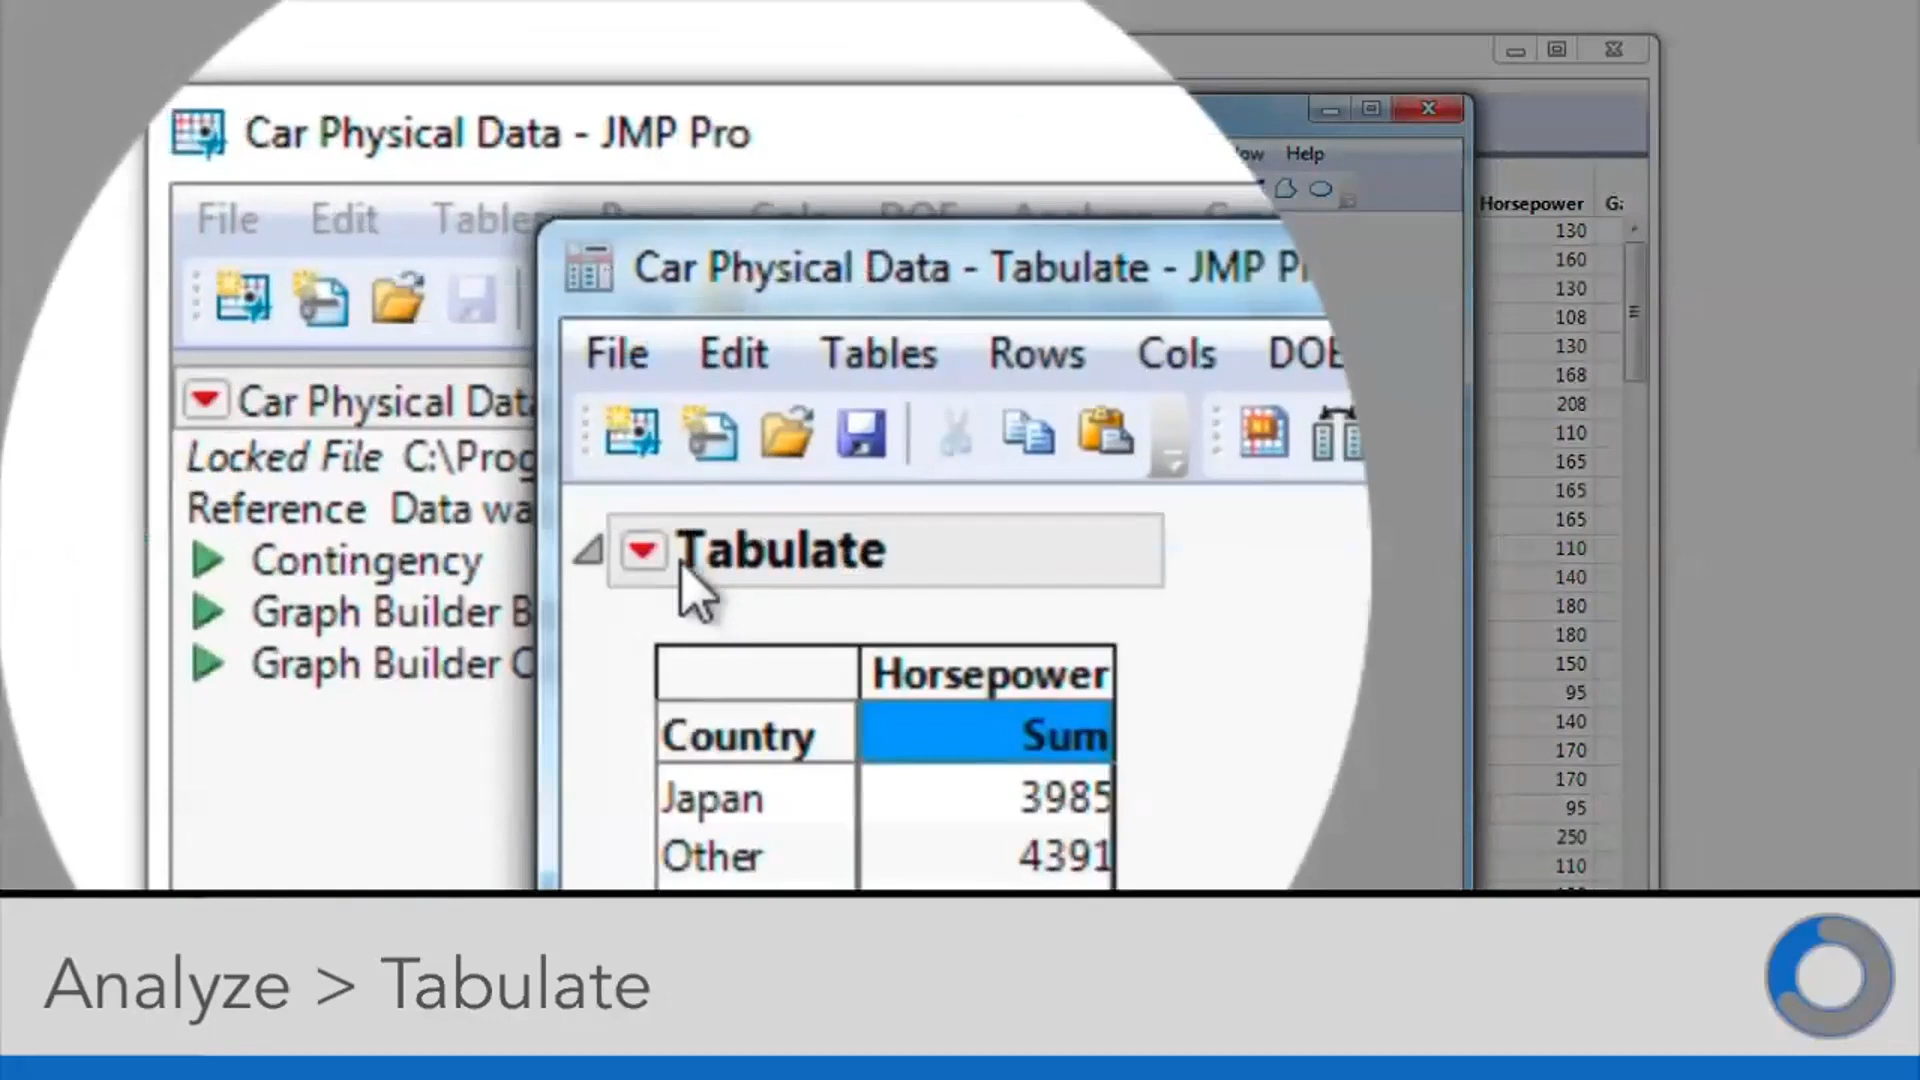 Car Physical Data - JMP Pro
Help
File Edit
Horsepower
Car Physical Data - Tabulate - JMP
File Edit Tables Rows Cols DOE
Car Physical
Locked File C:\Prog
Reference Data
Contingency
Graph Builder
Graph Builder
Tabulate
Horsepower
Country Sum
Japan 3985
Other 4391
130
160
130
108
130
168
208
110
165
165
165
110
140
180
180
150
95
140
170
170
95
250
110
Analyze > Tabulate